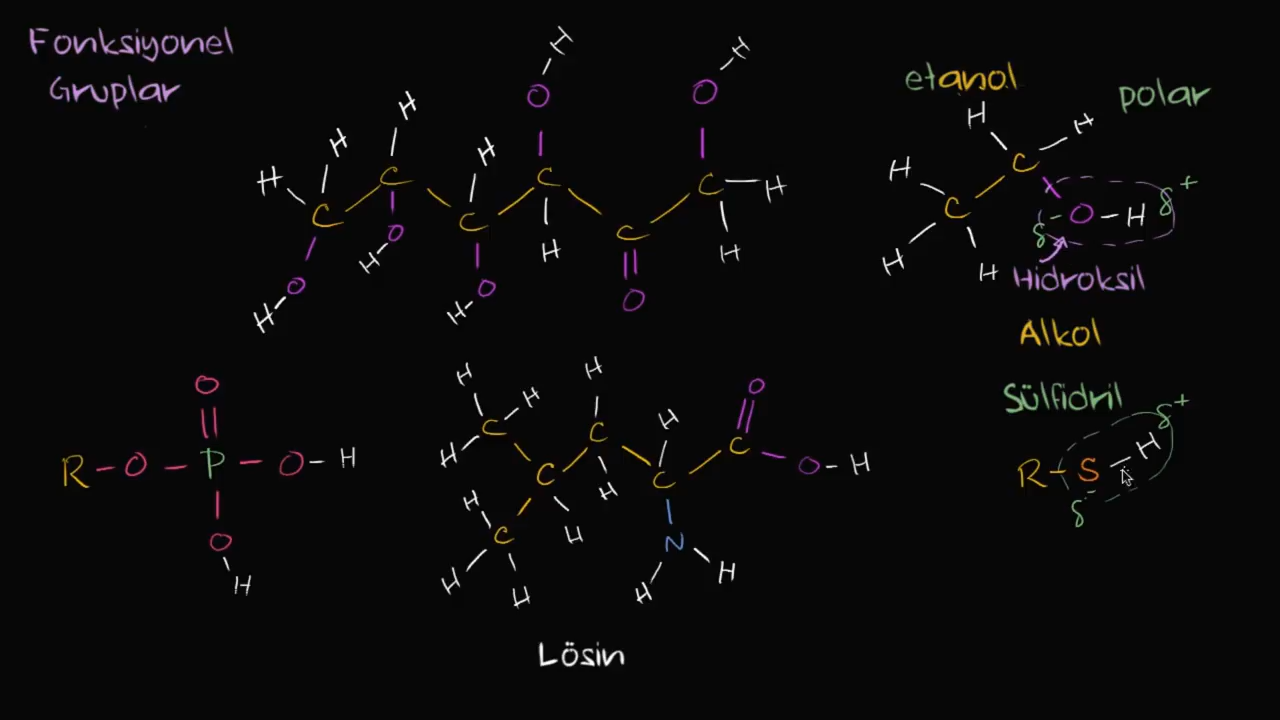 Fonksiyonel
Gruplar
etanol
polar
H H
H H H H H
H C C C C C C H
O O H O H
H H H O O
H H
H H
H C
C O - H δ+
δ-
H H
Hidroksil
Alkol
Sülfidril
δ+
R - S - H
δ-
O
R - O - P - O - H
O
H
H H H O
H C C H C O - H
H C H C
H C H N
H H H H
Lösin